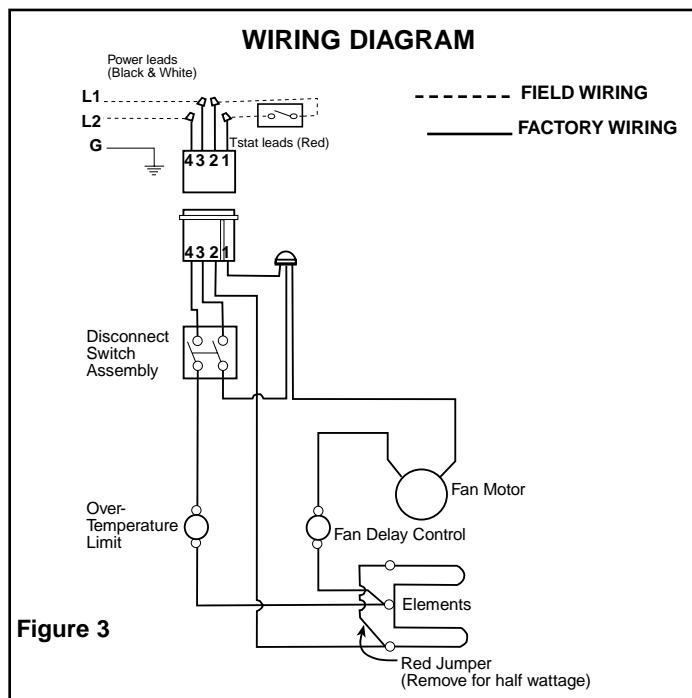 WIRING DIAGRAM
Power leads
(Black & White)
L1
L2
G
Tstat leads (Red)
FIELD WIRING
FACTORY WIRING
4 3 2 1
4 3 2 1
Disconnect
Switch
Assembly
Over-
Temperature
Limit
Fan Motor
Fan Delay Control
Elements
Figure 3
Red Jumper
(Remove for half wattage)